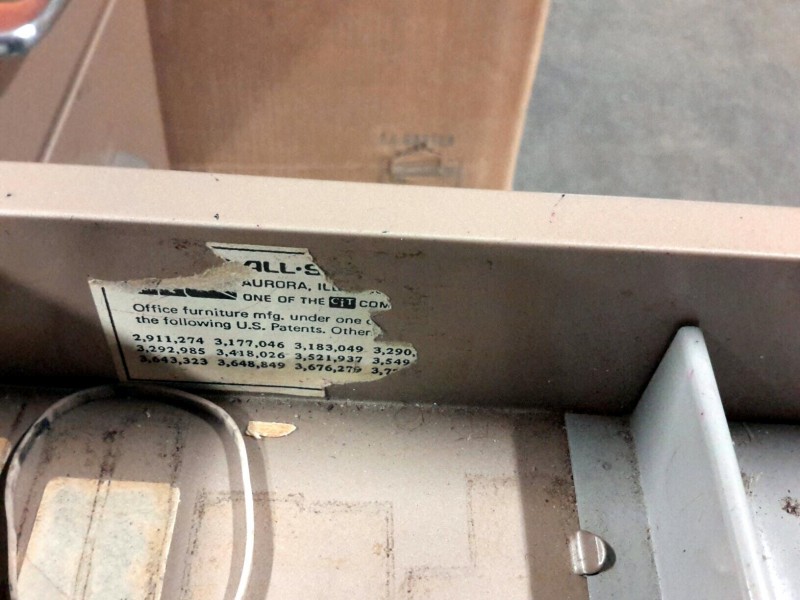 ALL-S
AURORA, ILL
ONE OF THE CIT COM
Office furniture mfg. under one o
the following U.S. Patents. Other
2,911,274 3,177,046 3,183,049 3,290,
3,292,985 3,418,026 3,521,937 3,549
3,643,323 3,648,849 3,676,279 3,7